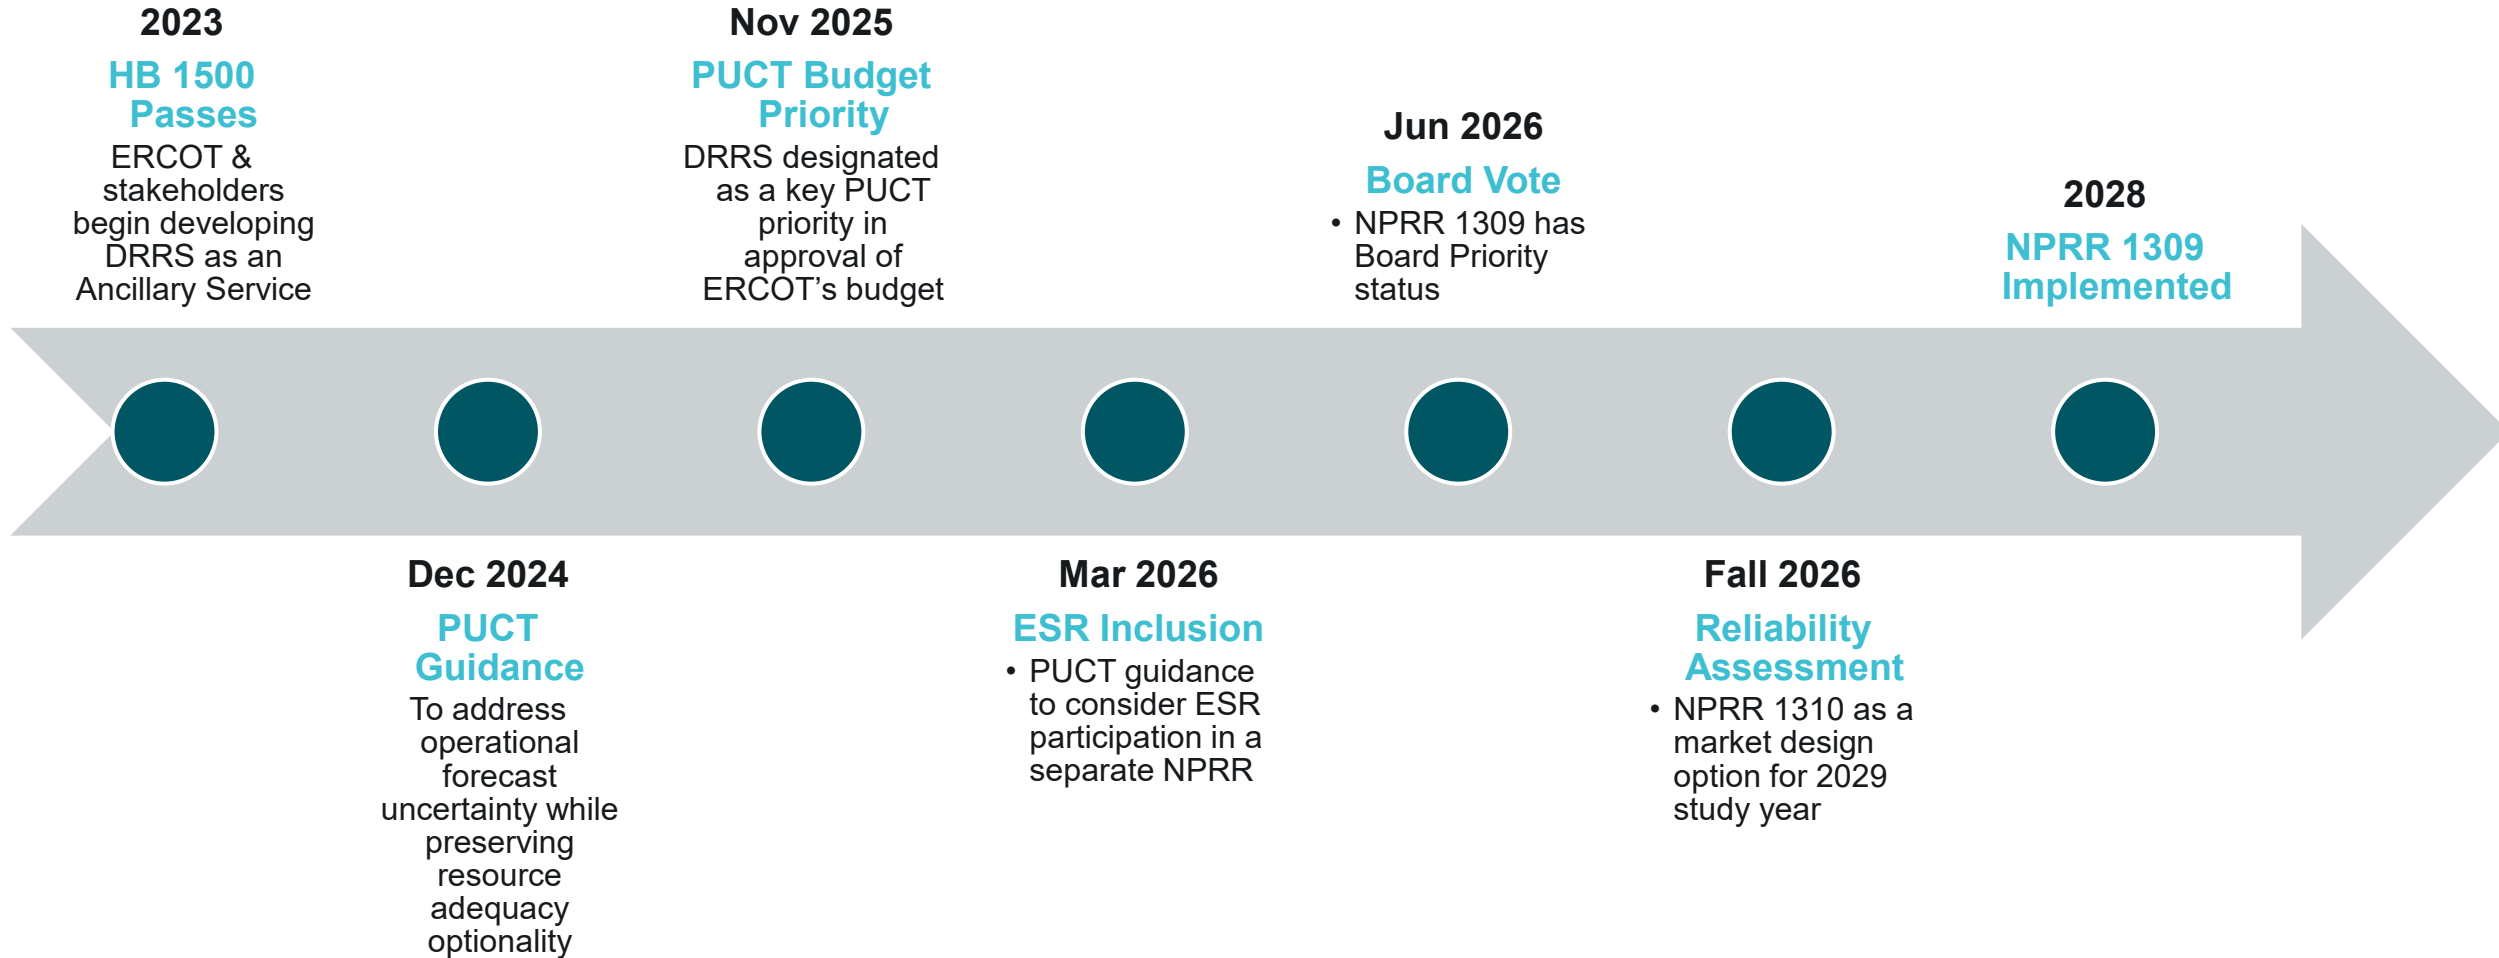 2023
HB 1500
Passes
ERCOT &
stakeholders
begin developing
DRRS as an
Ancillary Service
Dec 2024
PUCT
Guidance
To address
operational
forecast
uncertainty while
preserving
resource
adequacy
optionality
Nov 2025
PUCT Budget
Priority
DRRS designated
as a key PUCT
priority in
approval of
ERCOT’s budget
Mar 2026
ESR Inclusion
• PUCT guidance
to consider ESR
participation in a
separate NPRR
Jun 2026
Board Vote
• NPRR 1309 has
Board Priority
status
Fall 2026
Reliability
Assessment
• NPRR 1310 as a
market design
option for 2029
study year
2028
NPRR 1309
Implemented